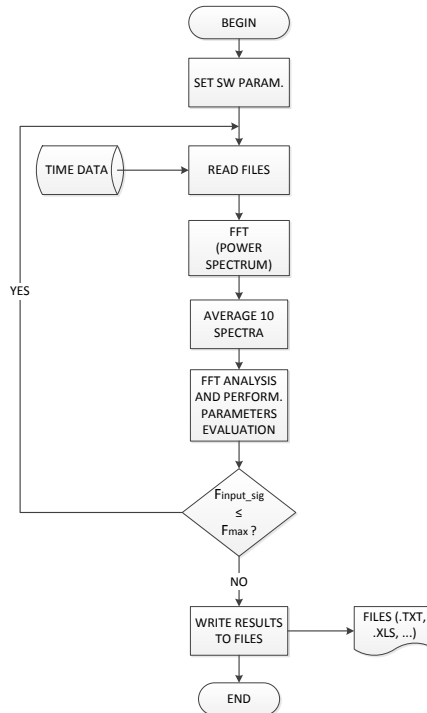 BEGIN
SET SW PARAM.
TIME DATA
READ FILES
FFT
(POWER
SPECTRUM)
YES
AVERAGE 10
SPECTRA
FFT ANALYSIS
AND PERFORM.
PARAMETERS
EVALUATION
Finput_sig
≤
Fmax ?
NO
WRITE RESULTS
TO FILES
FILES (.TXT,
.XLS, ...)
END